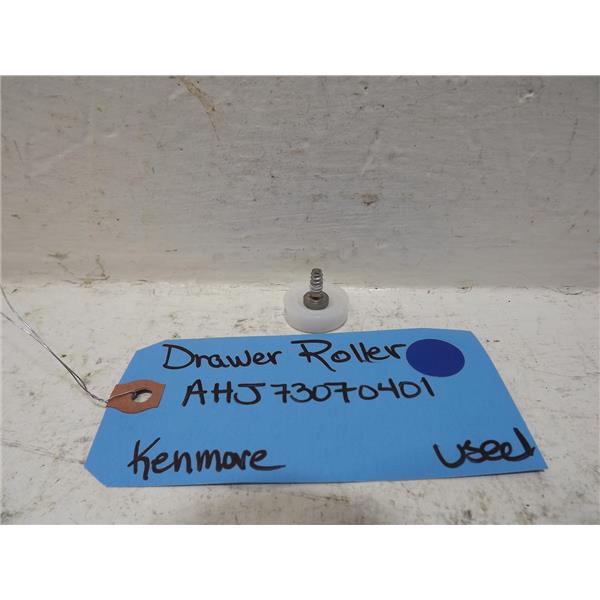 Drawer Roller
AHJ73070401
Kenmore used